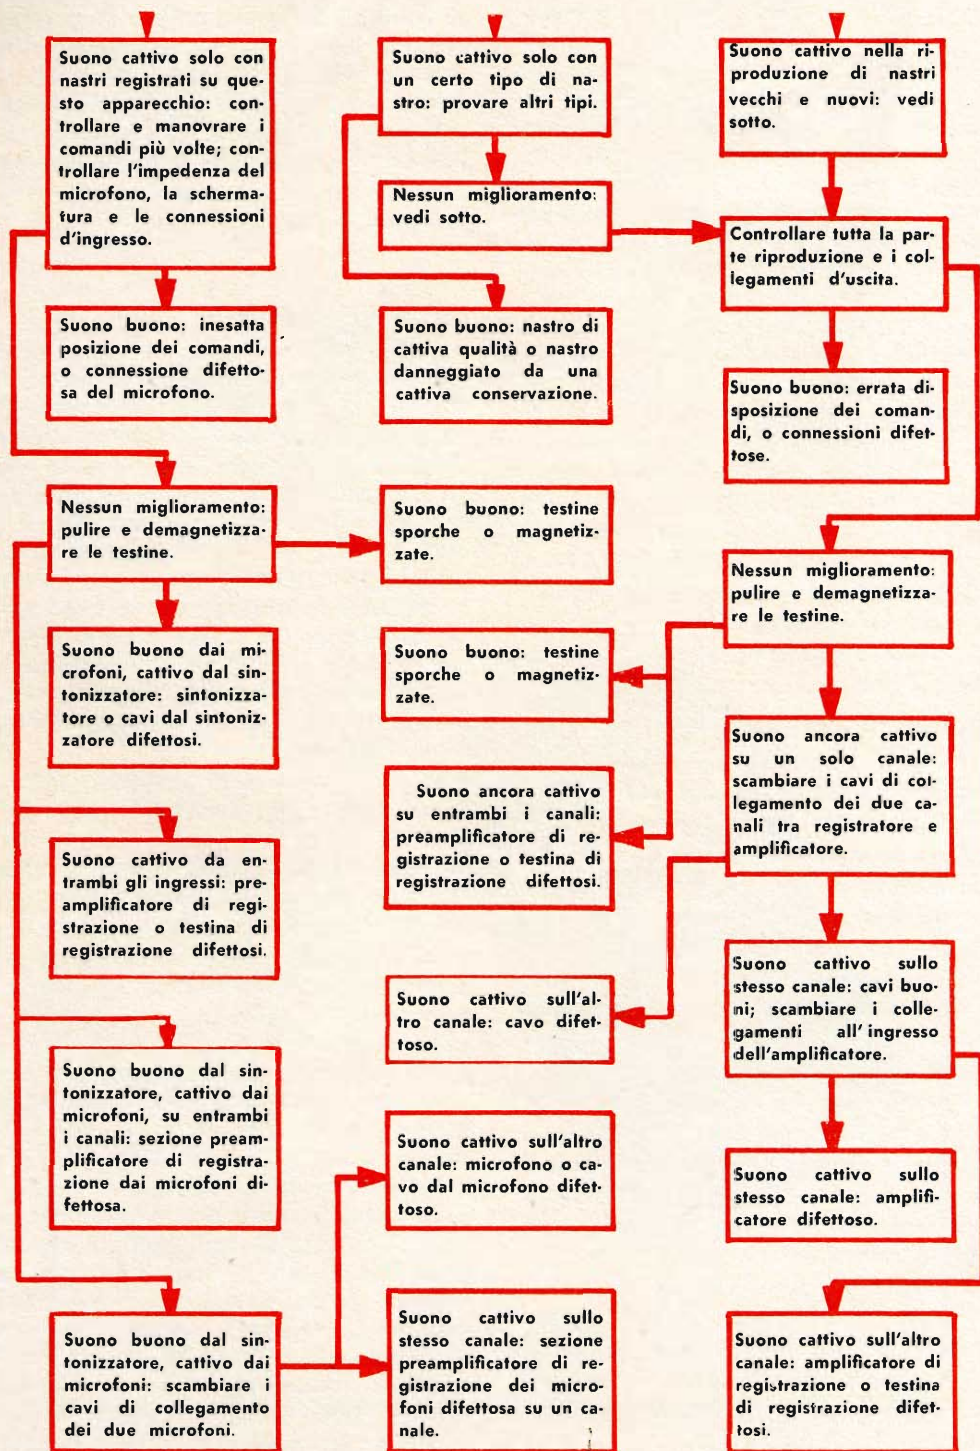 Suono cattivo solo con
nastri registrati su que-
sto apparecchio: con-
trollare e manovrare i
comandi più volte; con-
trollare l'impedenza del
microfono, la scherma-
tura e le connessioni
d'ingresso.
Suono buono: inesatta
posizione dei comandi,
o connessione difetto-
sa del microfono.
Nessun miglioramento:
pulire e demagnetizza-
re le testine.
Suono buono dai mi-
crofoni, cattivo dal sin-
tonizzatore: sintonizza-
tore o cavi dal sintoniz-
zatore difettosi.
Suono cattivo da en-
trambi gli ingressi: pre-
amplificatore di regi-
strazione o testina di
registrazione difettosi.
Suono buono dal sin-
tonizzatore, cattivo dai
microfoni, su entrambi
i canali: sezione pream-
plificatore di registra-
zione dai microfoni di-
fettosa.
Suono buono dal sin-
tonizzatore, cattivo dai
microfoni: scambiare i
cavi di collegamento
dei due microfoni.
Suono cattivo solo con
un certo tipo di na-
stro: provare altri tipi.
Nessun miglioramento:
vedi sotto.
Suono buono: nastro di
cattiva qualità o nastro
danneggiato da una
cattiva conservazione.
Suono buono: testine
sporche o magnetiz-
zate.
Suono buono: testine
sporche o magnetiz-
zate.
Suono ancora cattivo
su entrambi i canali:
preamplificatore di re-
gistrazione o testina di
registrazione difettosi.
Suono cattivo sull'al-
tro canale: cavo difet-
toso.
Suono cattivo sull'altro
canale: microfono o ca-
vo dal microfono difet-
toso.
Suono cattivo sullo
stesso canale: sezione
preamplificatore di re-
gistrazione dei micro-
foni difettosa su un ca-
nale.
Suono cattivo nella ri-
produzione di nastri
vecchi e nuovi: vedi
sotto.
Controllare tutta la par-
te riproduzione e i col-
legamenti d'uscita.
Suono buono: errata di-
sposizione dei coman-
di, o connessioni difet-
tose.
Nessun miglioramento:
pulire e demagnetizza-
re le testine.
Suono ancora cattivo
su un solo canale:
scambiare i cavi di col-
legamento dei due ca-
nali tra registratore e
amplificatore.
Suono cattivo sullo
stesso canale: cavi buo-
ni; scambiare i colle-
gamenti all'ingresso
dell'amplificatore.
Suono cattivo sullo
stesso canale: amplifi-
catore difettoso.
Suono cattivo sull'altro
canale: amplificatore di
registrazione o testina
di registrazione difet-
tosi.